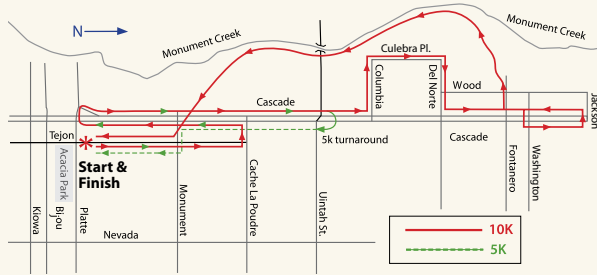 N
Monument Creek
Monument Creek
Culebra Pl.
Columbia
Del Norte
Wood
Jackson
Cascade
Tejon
5k turnaround
Cascade
Start &
Finish
Acacia Park
Kiowa
Bijou
Platte
Monument
Cache La Poudre
Uintah St.
Fontanero
Washington
Nevada
10K
5K